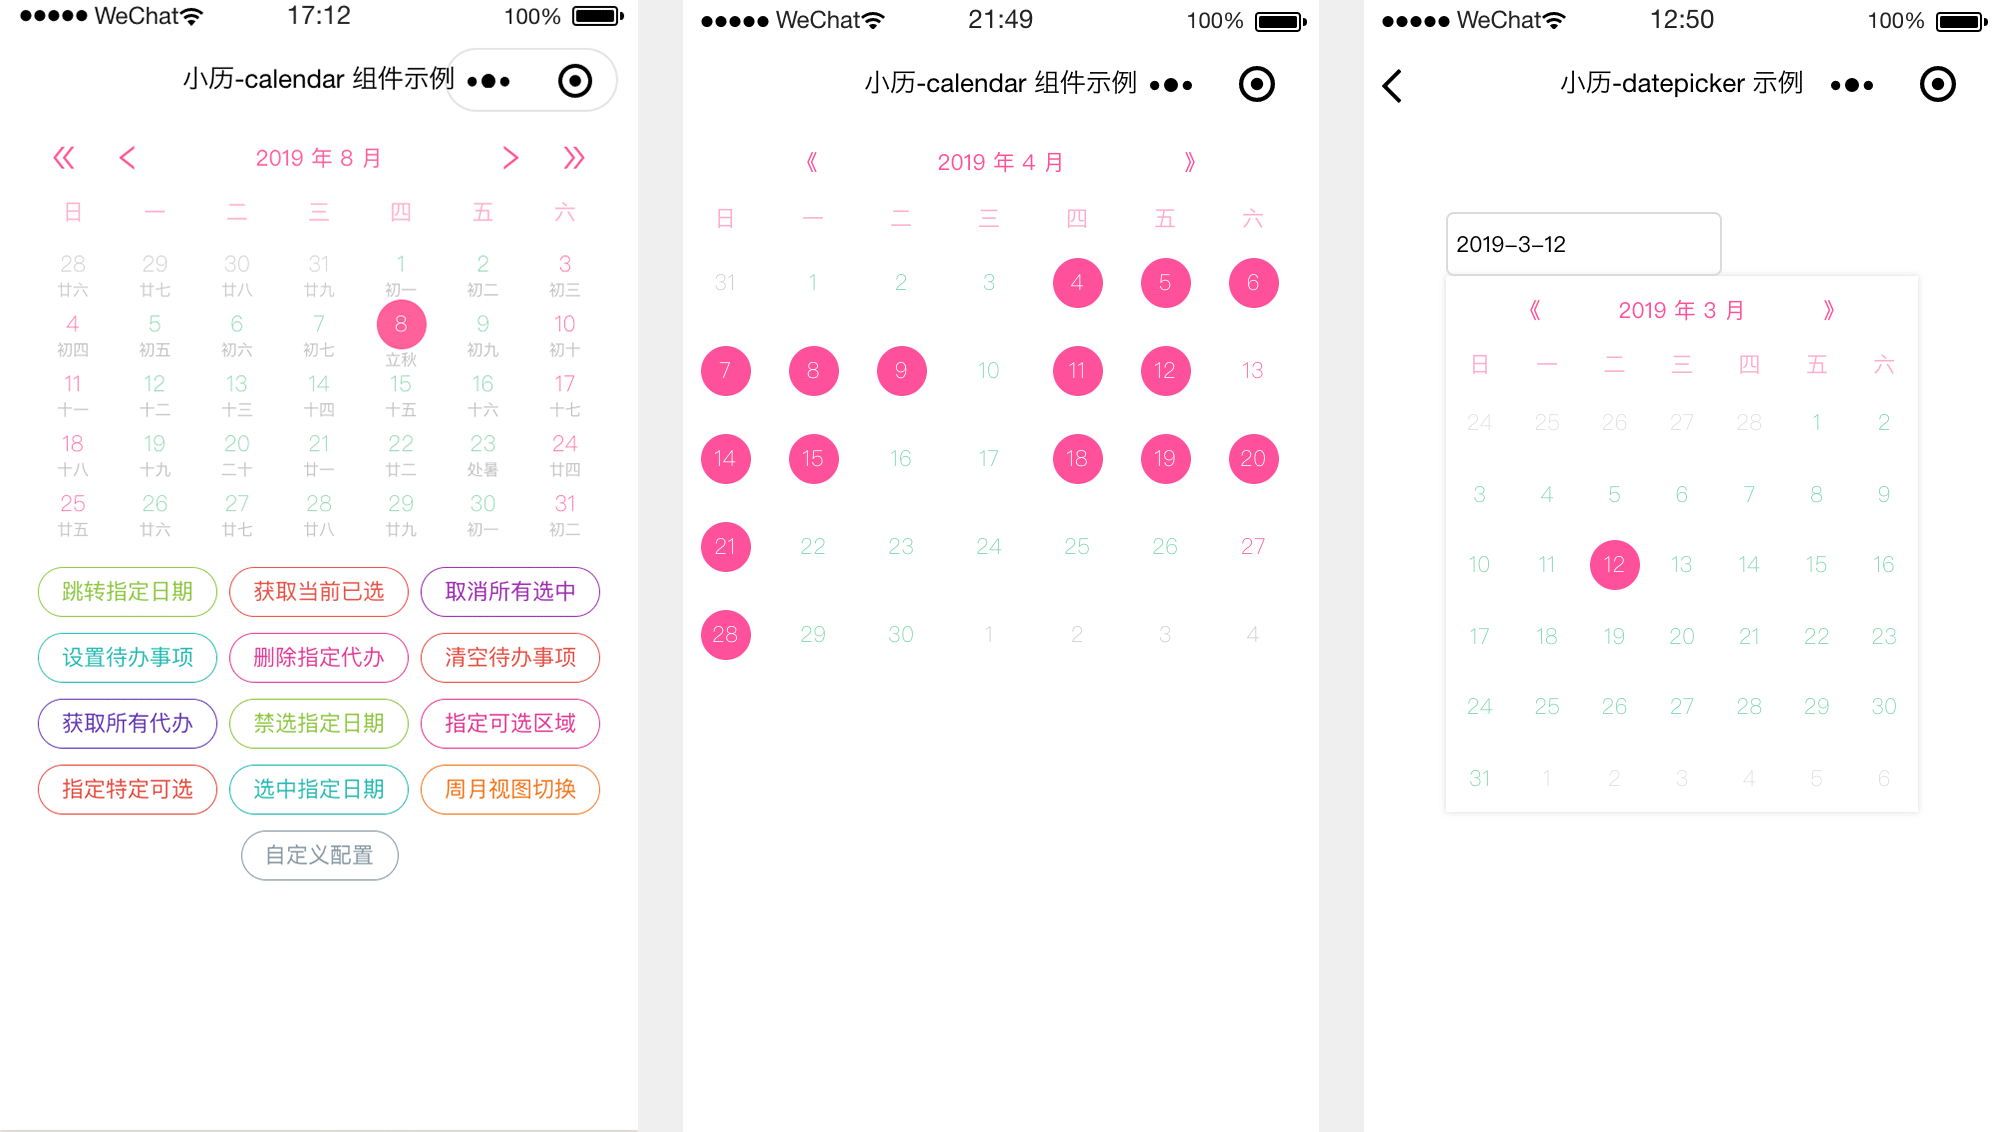 ●●●●● WeChat 17:12 100%
小历-calendar 组件示例
《 < 2019 年 8 月 > 》
日 一 二 三 四 五 六
28 29 30 31 1 2 3
廿六 廿七 廿八 廿九 初一 初二 初三
4 5 6 7 8 9 10
初四 初五 初六 初七 立秋 初九 初十
11 12 13 14 15 16 17
十一 十二 十三 十四 十五 十六 十七
18 19 20 21 22 23 24
十八 十九 二十 廿一 廿二 处暑 廿四
25 26 27 28 29 30 31
廿五 廿六 廿七 廿八 廿九 初一 初二
跳转指定日期 获取当前已选 取消所有选中
设置待办事项 删除指定代办 清空待办事项
获取所有代办 禁选指定日期 指定可选区域
指定特定可选 选中指定日期 周月视图切换
自定义配置
●●●●● WeChat 21:49 100%
小历-calendar 组件示例
《 2019 年 4 月 》
日 一 二 三 四 五 六
31 1 2 3 4 5 6
7 8 9 10 11 12 13
14 15 16 17 18 19 20
21 22 23 24 25 26 27
28 29 30 1 2 3 4
●●●●● WeChat 12:50 100%
小历-datepicker 示例
2019-3-12
《 2019 年 3 月 》
日 一 二 三 四 五 六
24 25 26 27 28 1 2
3 4 5 6 7 8 9
10 11 12 13 14 15 16
17 18 19 20 21 22 23
24 25 26 27 28 29 30
31 1 2 3 4 5 6